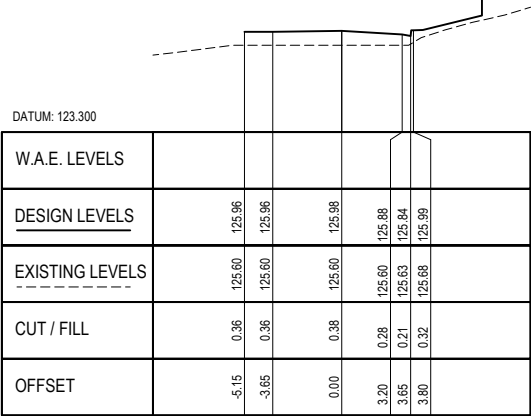 DATUM: 123.300
W.A.E. LEVELS
DESIGN LEVELS 125.96 125.96 125.98 125.88 125.84 125.99
EXISTING LEVELS 125.60 125.60 125.60 125.60 125.63 125.68
CUT / FILL 0.36 0.36 0.38 0.28 0.21 0.32
OFFSET -5.15 -3.65 0.00 3.20 3.65 3.80